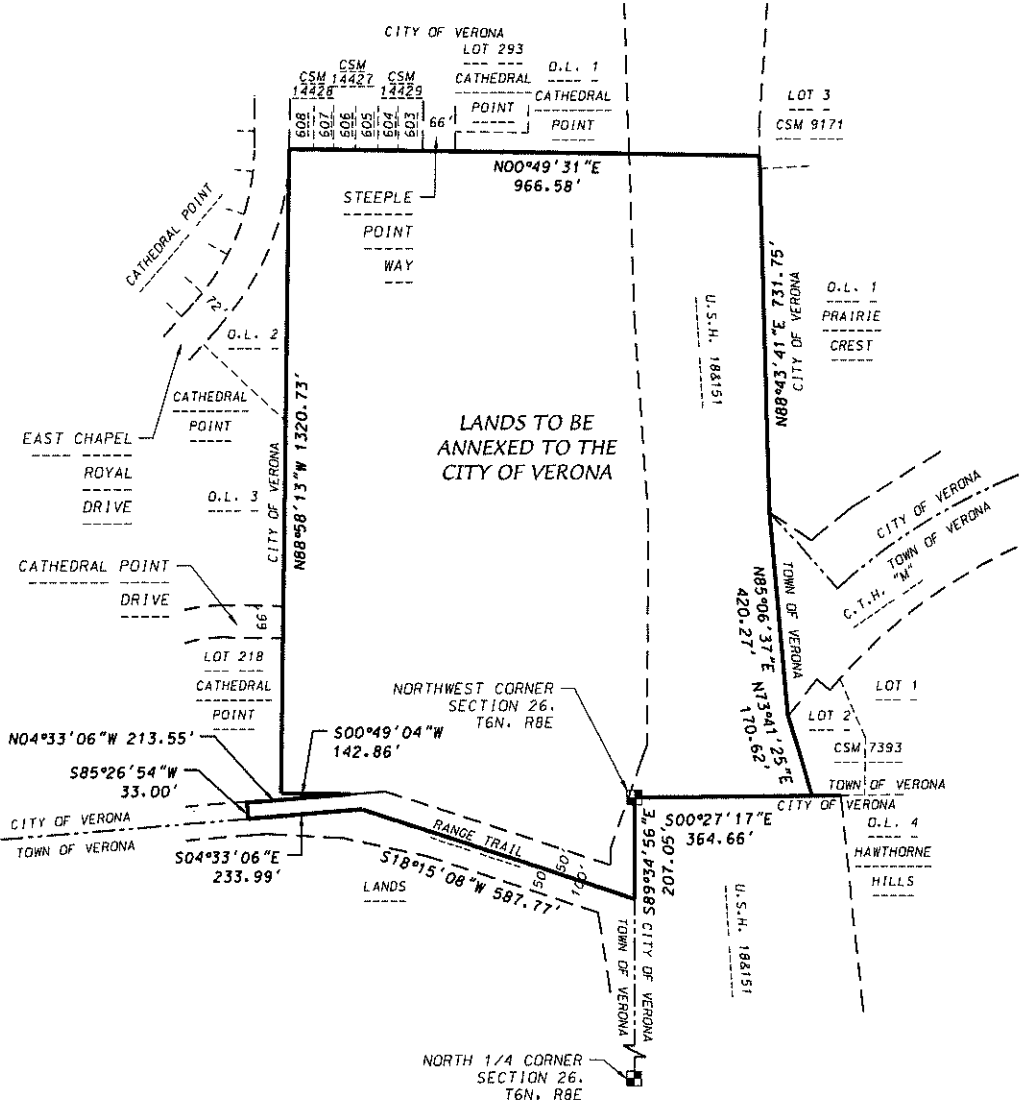 CITY OF VERONA
LOT 293
CATHEDRAL
POINT
O.L. 1
CATHEDRAL
POINT
CSM
14428
CSM
14427
CSM
14429
608
607
606
605
604
603
66'
LOT 3
CSM 9171
N00°49'31"E
966.58'
STEEPLE
POINT
WAY
CATHEDRAL POINT
72'
O.L. 2
CATHEDRAL
POINT
EAST CHAPEL
ROYAL
DRIVE
O.L. 3
CITY OF VERONA
N88°58'13"W 1320.73'
LANDS TO BE
ANNEXED TO THE
CITY OF VERONA
U.S.H. 18&151
N88°43'41"E 731.75'
CITY OF VERONA
O.L. 1
PRAIRIE
CREST
CITY OF VERONA
TOWN OF VERONA
C.T.H. "M"
CATHEDRAL POINT
DRIVE
66'
LOT 218
CATHEDRAL
POINT
TOWN OF VERONA
N85°06'37"E
420.27'
N73°41'25"E
170.62'
LOT 1
LOT 2
CSM 7393
NORTHWEST CORNER
SECTION 26,
T6N, R8E
N04°33'06"W 213.55'
S85°26'54"W
33.00'
S00°49'04"W
142.86'
TOWN OF VERONA
CITY OF VERONA
S00°27'17"E
364.66'
O.L. 4
HAWTHORNE
HILLS
CITY OF VERONA
TOWN OF VERONA
S04°33'06"E
233.99'
RANGE TRAIL
S18°15'08"W 587.77'
50'
50'
100'
LANDS
S89°34'56"E
207.05'
TOWN OF VERONA
CITY OF VERONA
U.S.H. 18&151
NORTH 1/4 CORNER
SECTION 26,
T6N, R8E